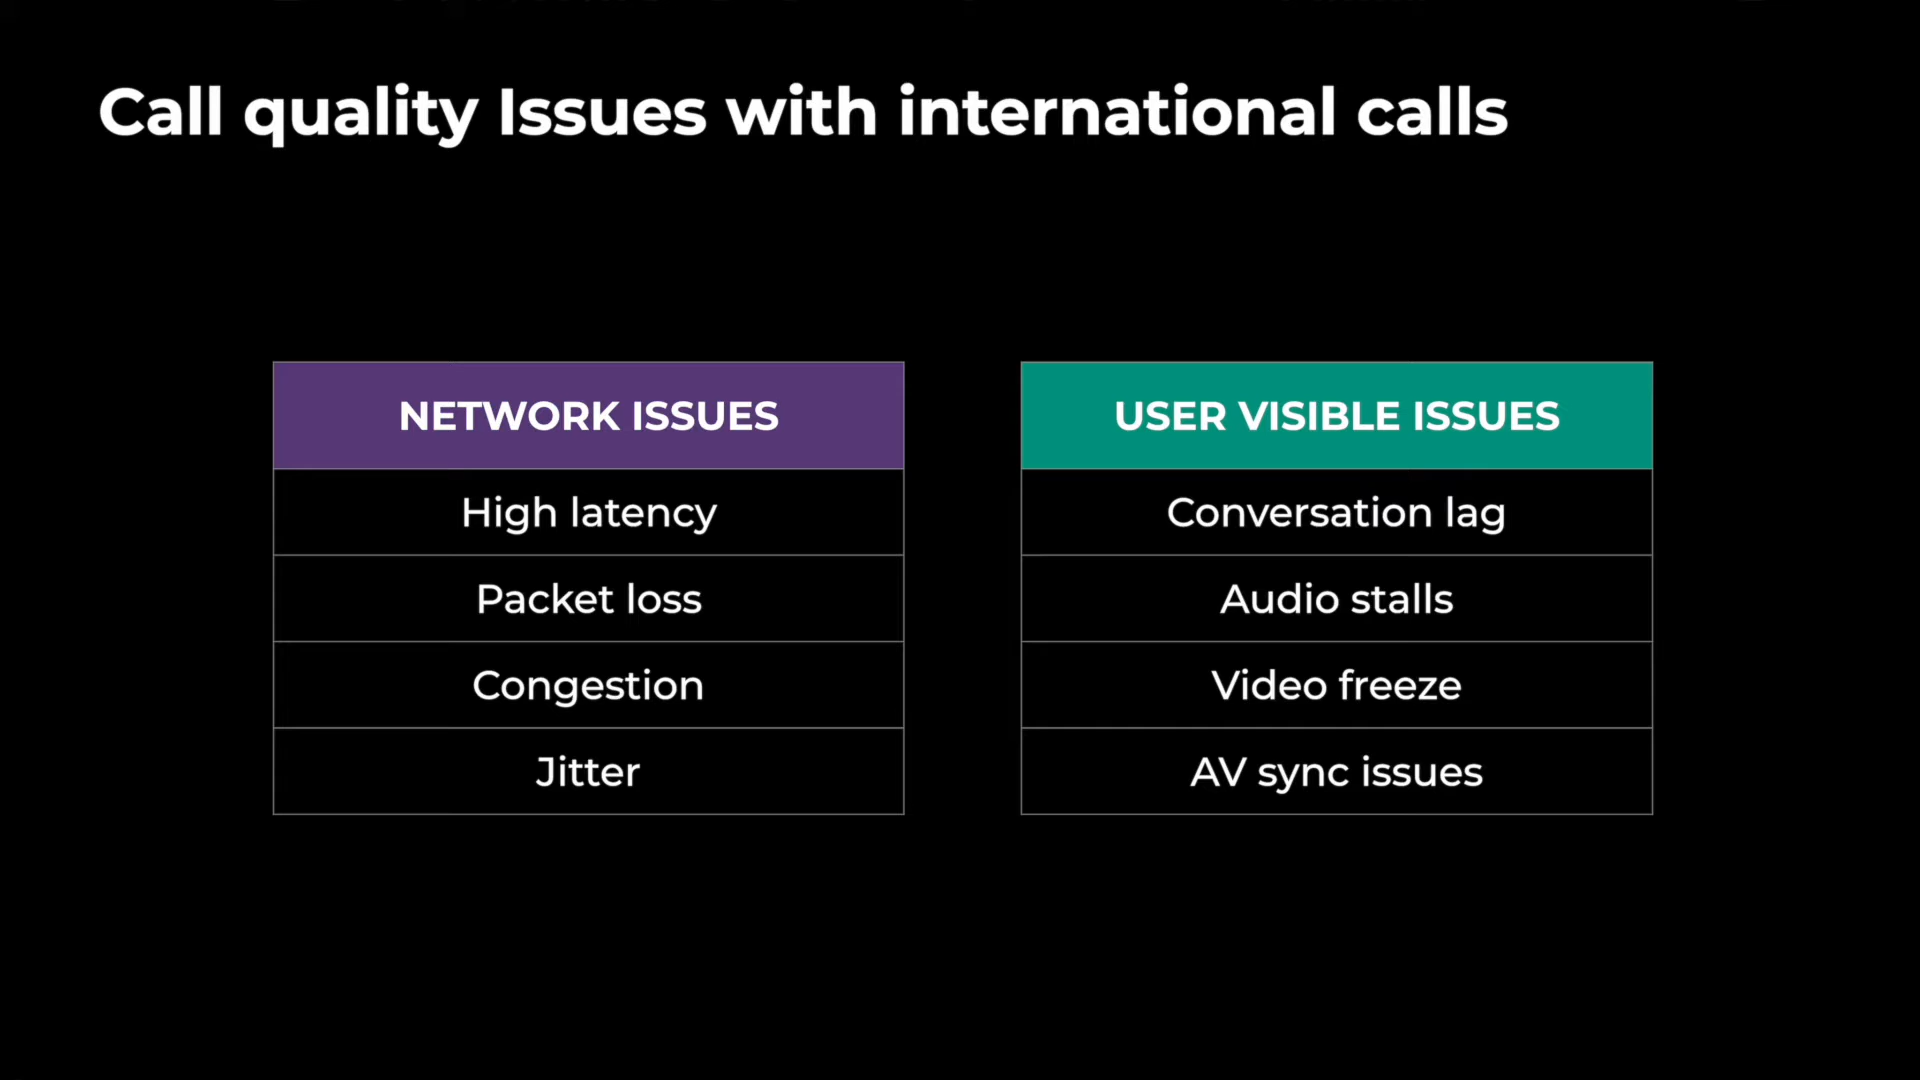 Call quality Issues with international calls
NETWORK ISSUES
High latency
Packet loss
Congestion
Jitter
USER VISIBLE ISSUES
Conversation lag
Audio stalls
Video freeze
AV sync issues